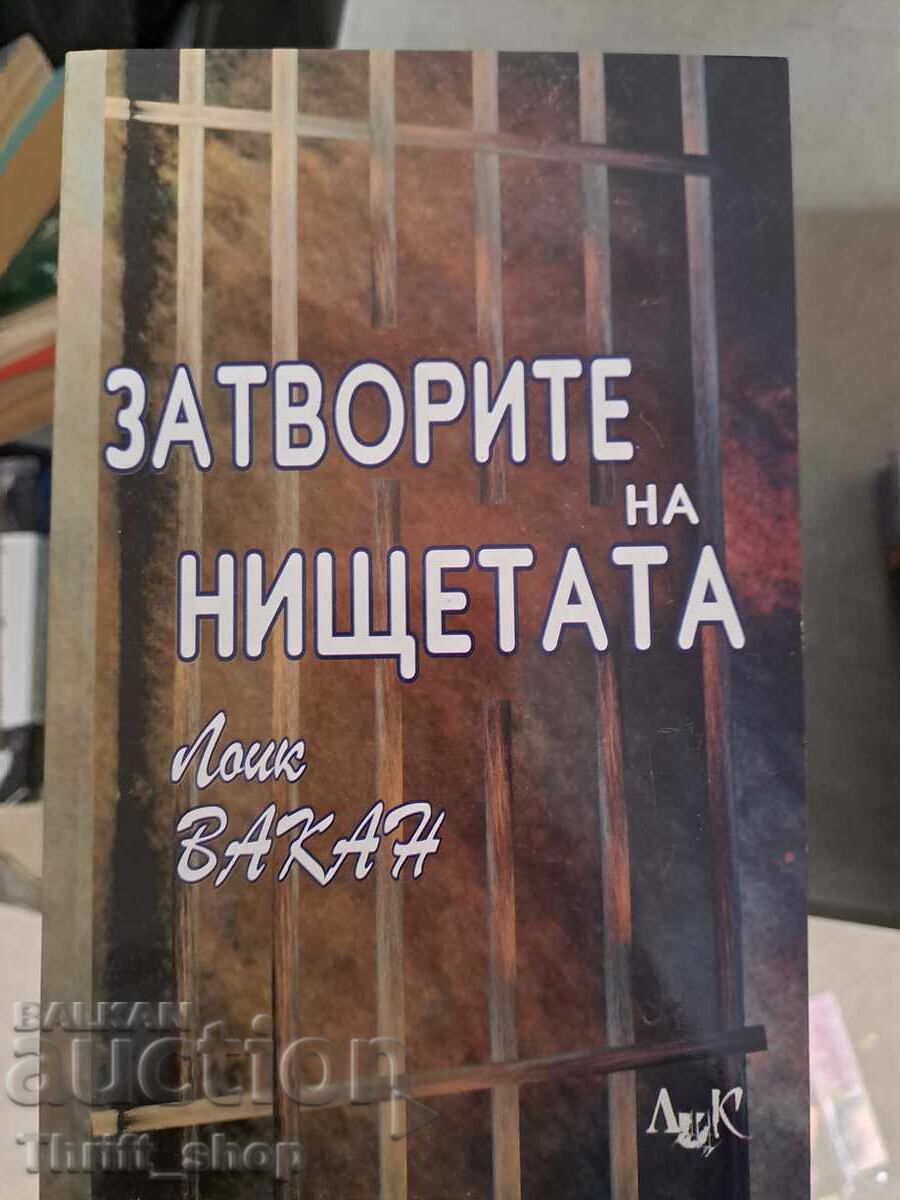 ЗАТВОРИТЕ
НА
НИЩЕТАТА
Лоик
ВАКАН
ЛИК
BALKAN
auction
Thrift_shop